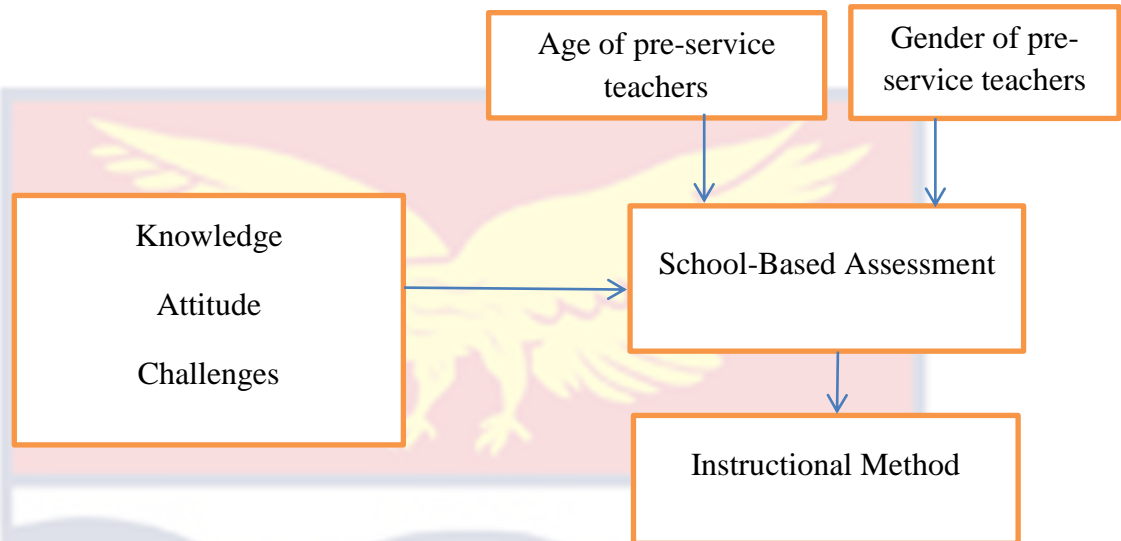 Age of pre-service
teachers
Gender of pre-
service teachers
Knowledge
Attitude
Challenges
School-Based Assessment
Instructional Method